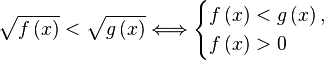 √f (x) < √g (x) ⟺ { f (x) < g (x) ,
f (x) > 0